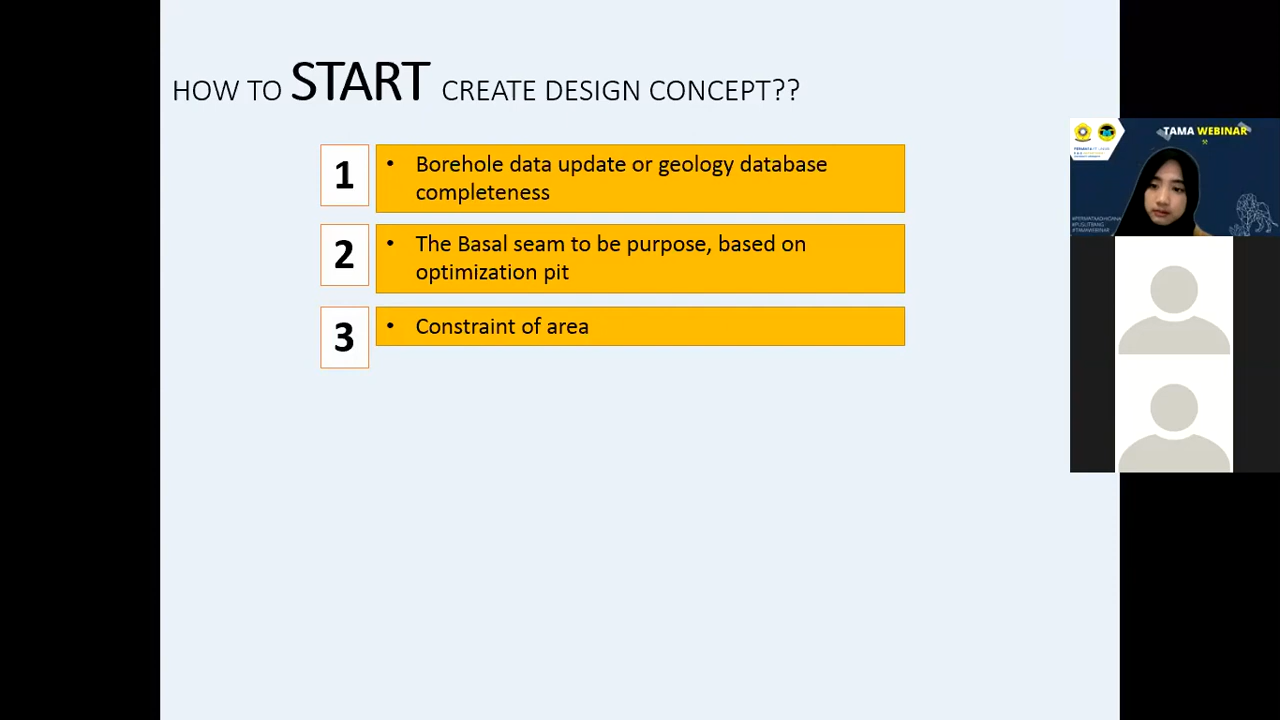 HOW TO START CREATE DESIGN CONCEPT??
1
• Borehole data update or geology database
completeness
2
• The Basal seam to be purpose, based on
optimization pit
3
• Constraint of area
TAMA WEBINAR
#TAMAWEBINAR